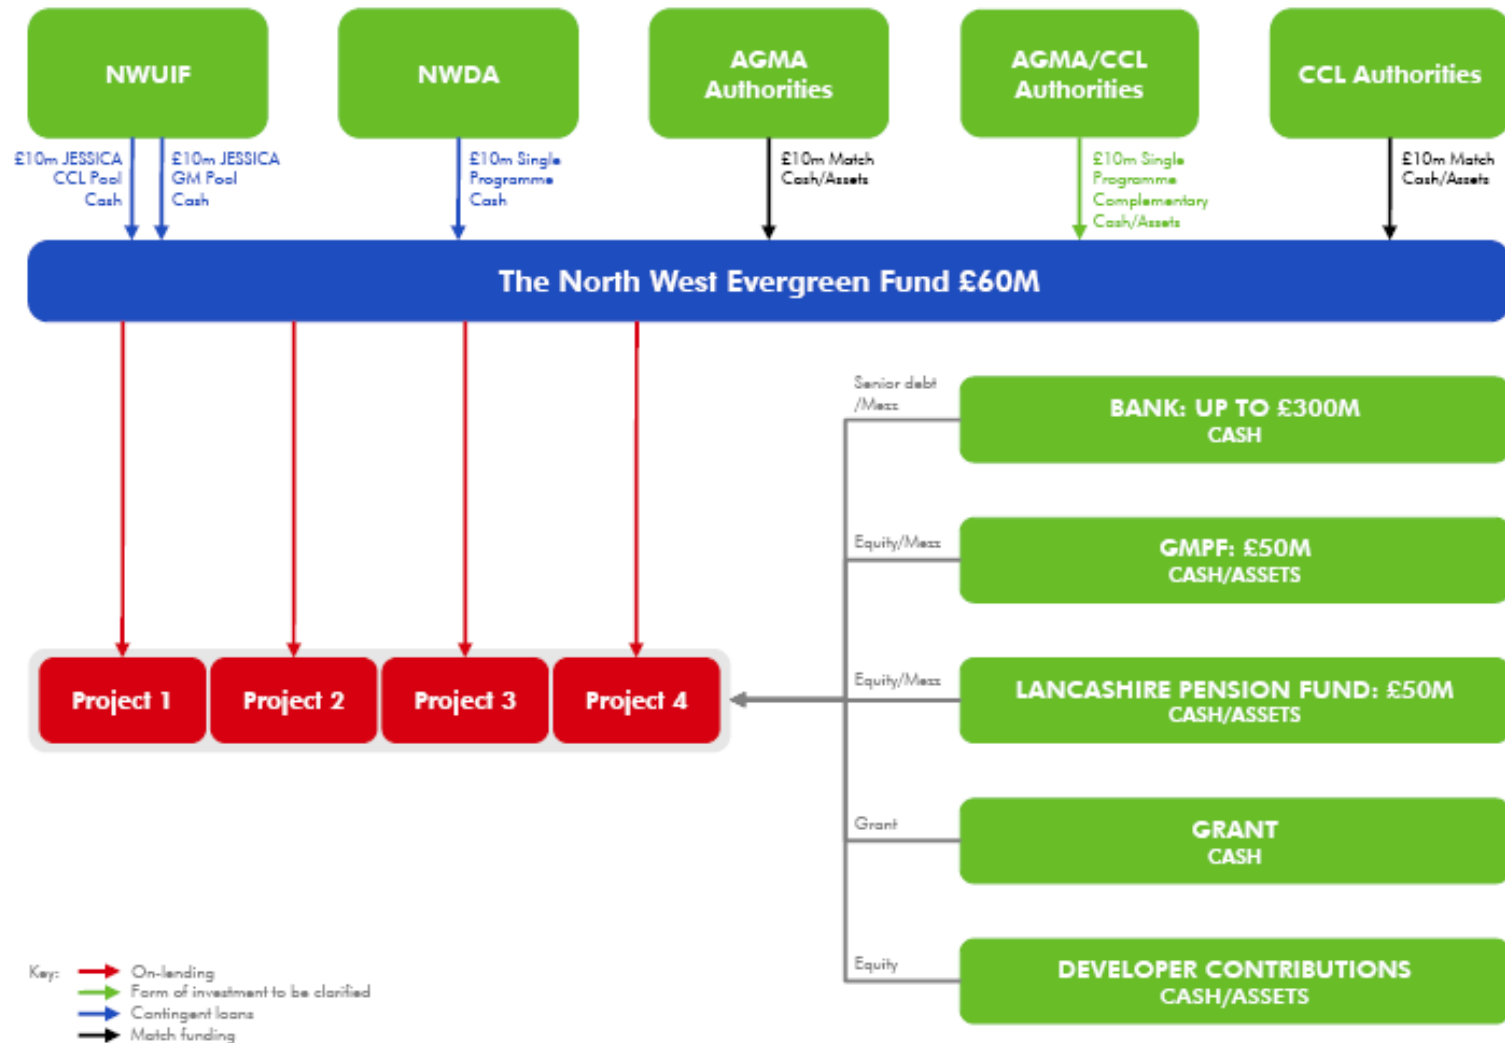 NWUIF
NWDA
AGMA
Authorities
AGMA/CCL
Authorities
CCL Authorities
£10m JESSICA
CCL Pool
Cash
£10m JESSICA
GM Pool
Cash
£10m Single
Programme
Cash
£10m Match
Cash/Assets
£10m Single
Programme
Complementary
Cash/Assets
£10m Match
Cash/Assets
The North West Evergreen Fund £60M
Senior debt
/Mezz
BANK: UP TO £300M
CASH
Equity/Mezz
GMPF: £50M
CASH/ASSETS
Equity/Mezz
LANCASHIRE PENSION FUND: £50M
CASH/ASSETS
Project 1
Project 2
Project 3
Project 4
Grant
GRANT
CASH
Equity
DEVELOPER CONTRIBUTIONS
CASH/ASSETS
Key:
On-lending
Form of investment to be clarified
Contingent loans
Match funding